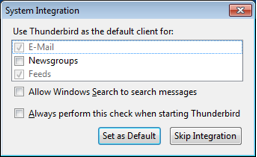 System Integration
Use Thunderbird as the default client for:
E-Mail
Newsgroups
Feeds
Allow Windows Search to search messages
Always perform this check when starting Thunderbird
Set as Default
Skip Integration